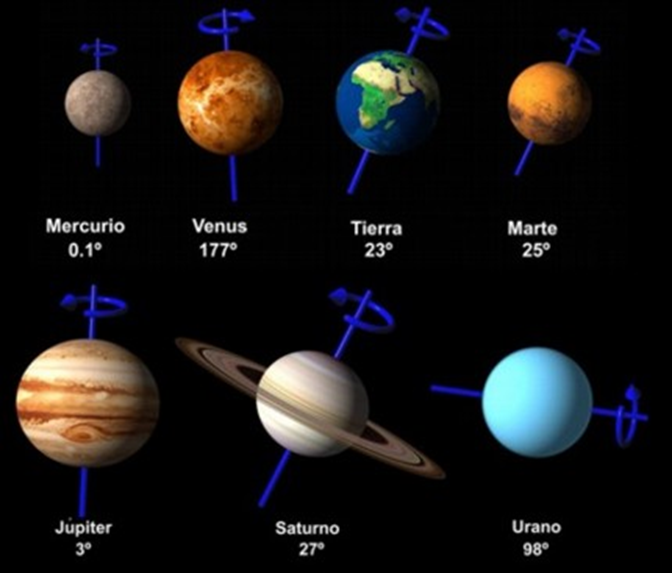 Mercurio
0.1º
Venus
177º
Tierra
23º
Marte
25º
Júpiter
3º
Saturno
27º
Urano
98º